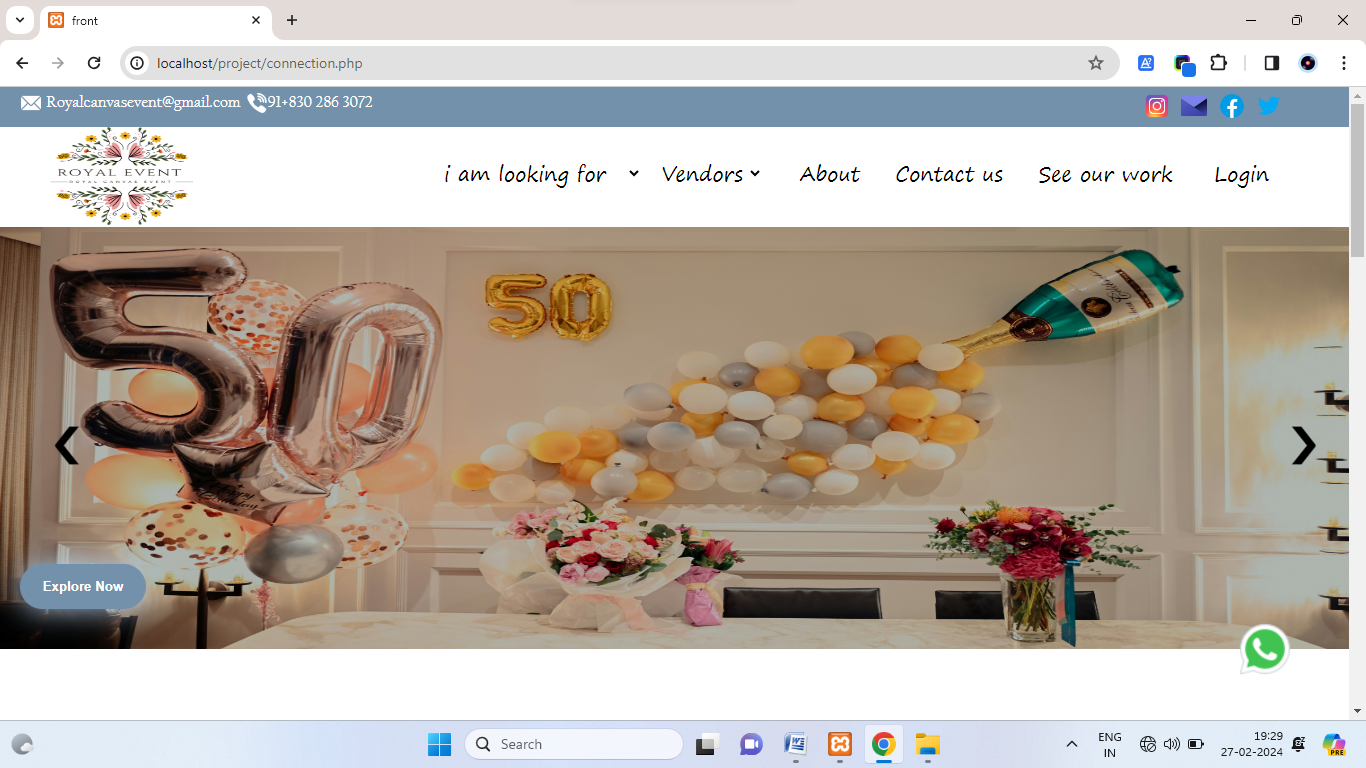 front
localhost/project/connection.php
Royalcanvasevent@gmail.com 91+830 286 3072
ROYAL EVENT
ROYAL CANVAS EVENT
i am looking for Vendors About Contact us See our work Login
50
50
Explore Now
Search
ENG
IN
19:29
27-02-2024
PRE